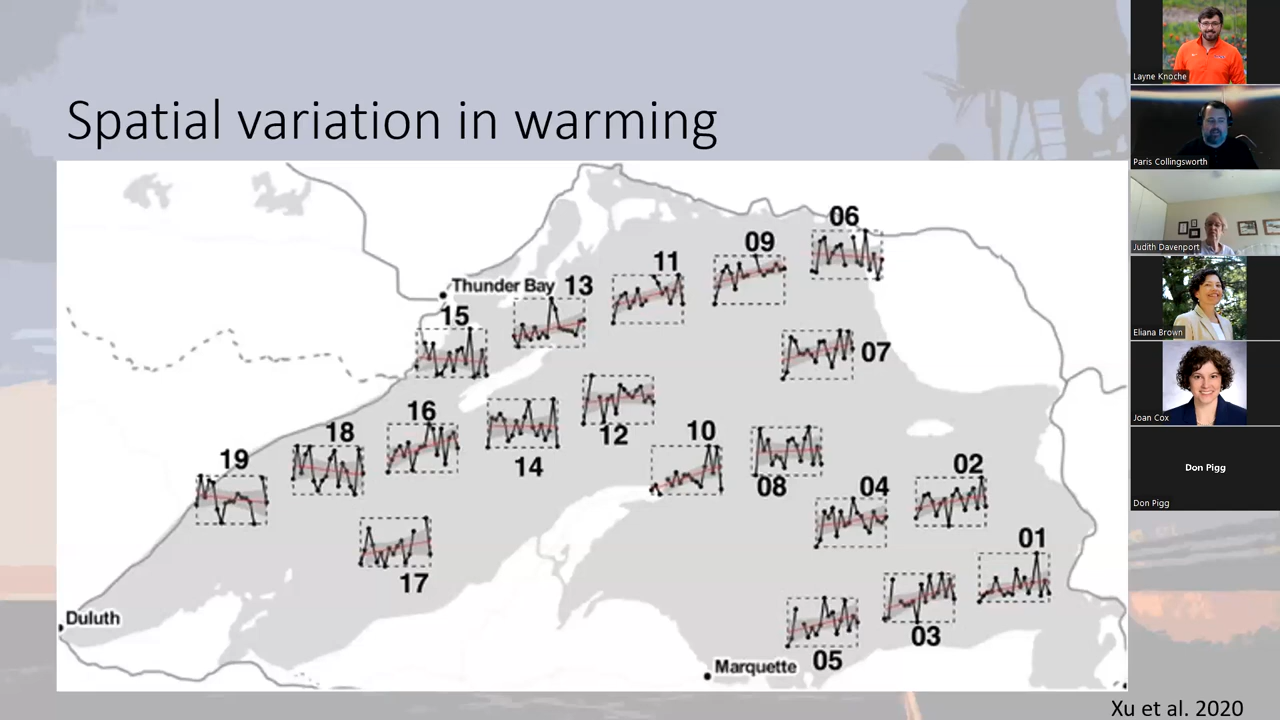 Spatial variation in warming
06
09
11
Thunder Bay
13
15
07
16
12
10
18
14
19
08
02
04
17
01
03
Duluth
Marquette
05
Xu et al. 2020
Layne Knoche
Paris Collingsworth
Judith Davenport
Eliana Brown
Joan Cox
Don Pigg
Don Pigg